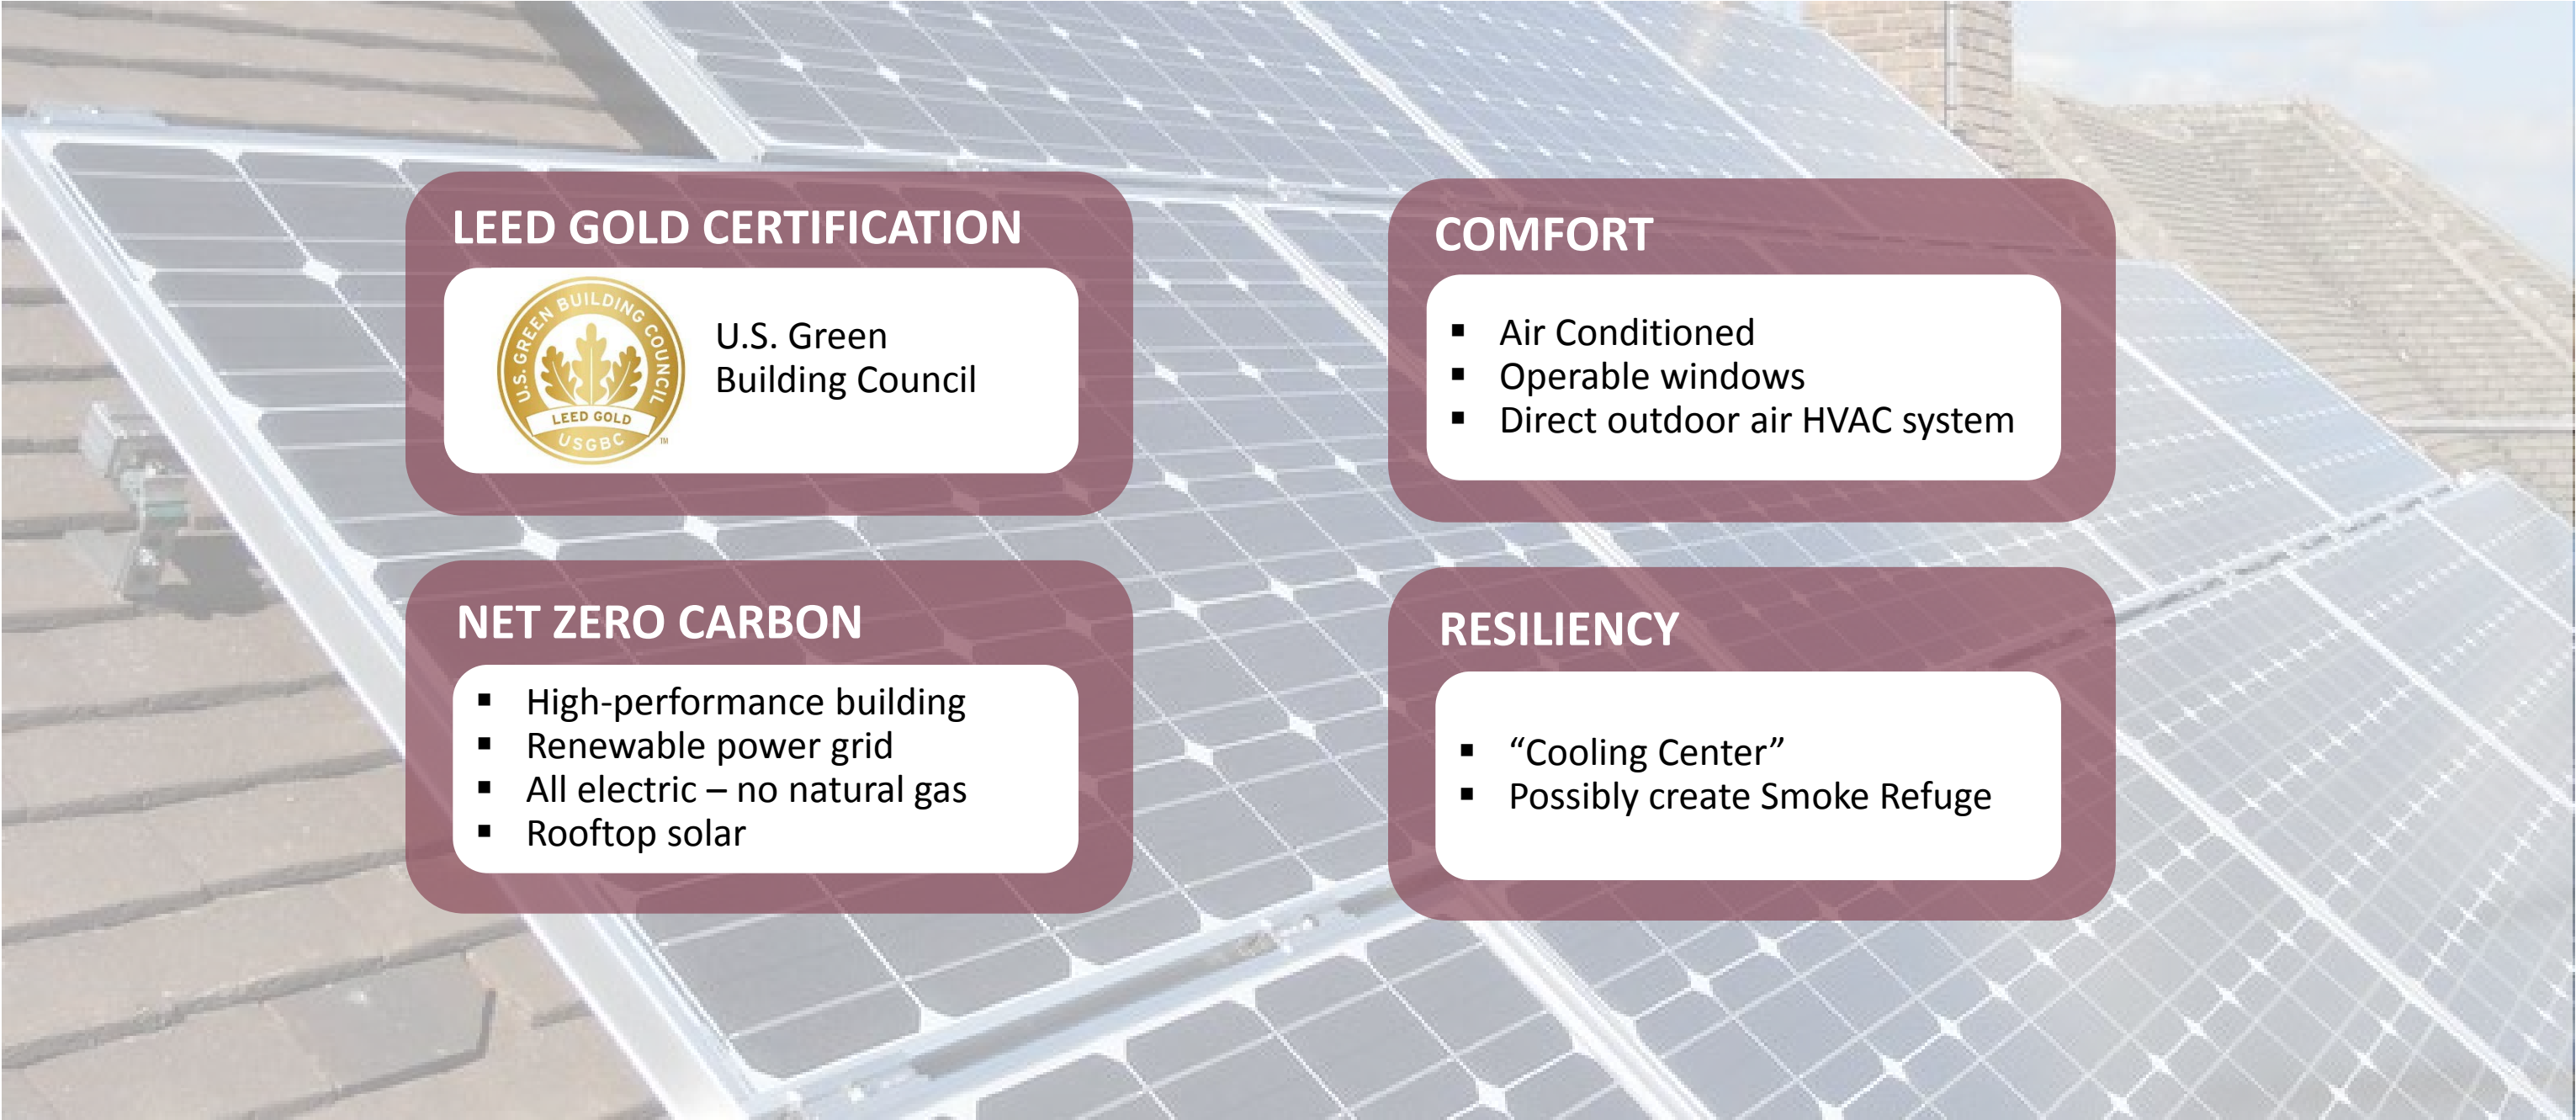 LEED GOLD CERTIFICATION
U.S. GREEN BUILDING COUNCIL
LEED GOLD
USGBC
TM
U.S. Green
Building Council
COMFORT
▪ Air Conditioned
▪ Operable windows
▪ Direct outdoor air HVAC system
NET ZERO CARBON
▪ High-performance building
▪ Renewable power grid
▪ All electric – no natural gas
▪ Rooftop solar
RESILIENCY
▪ “Cooling Center”
▪ Possibly create Smoke Refuge